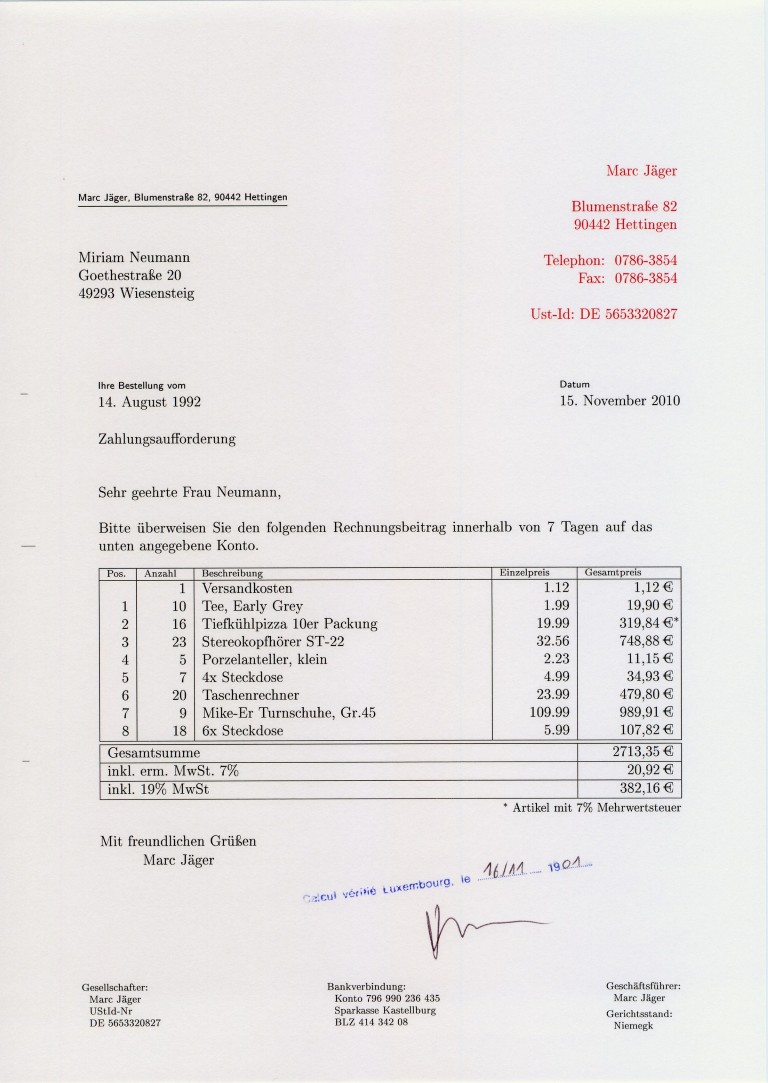 Marc Jäger
Marc Jäger, Blumenstraße 82, 90442 Hettingen
Blumenstraße 82
90442 Hettingen
Miriam Neumann
Goethestraße 20
49293 Wiesensteig
Telephon: 0786-3854
Fax: 0786-3854
Ust-Id: DE 5653320827
Ihre Bestellung vom
14. August 1992
Datum
15. November 2010
Zahlungsaufforderung
Sehr geehrte Frau Neumann,
Bitte überweisen Sie den folgenden Rechnungsbeitrag innerhalb von 7 Tagen auf das
unten angegebene Konto.
Pos. Anzahl Beschreibung Einzelpreis Gesamtpreis
1 Versandkosten 1.12 1,12 €
1 10 Tee, Early Grey 1.99 19,90 €
2 16 Tiefkühlpizza 10er Packung 19.99 319,84 €*
3 23 Stereokopfhörer ST-22 32.56 748,88 €
4 5 Porzelanteller, klein 2.23 11,15 €
5 7 4x Steckdose 4.99 34,93 €
6 20 Taschenrechner 23.99 479,80 €
7 9 Mike-Er Turnschuhe, Gr.45 109.99 989,91 €
8 18 6x Steckdose 5.99 107,82 €
Gesamtsumme 2713,35 €
inkl. erm. MwSt. 7% 20,92 €
inkl. 19% MwSt 382,16 €
* Artikel mit 7% Mehrwertsteuer
Mit freundlichen Grüßen
Marc Jäger
Calcul vérifié Luxembourg, le 16/11 1901
Gesellschafter:
Marc Jäger
UStId-Nr
DE 5653320827
Bankverbindung:
Konto 796 990 236 435
Sparkasse Kastellburg
BLZ 414 342 08
Geschäftsführer:
Marc Jäger
Gerichtsstand:
Niemegk